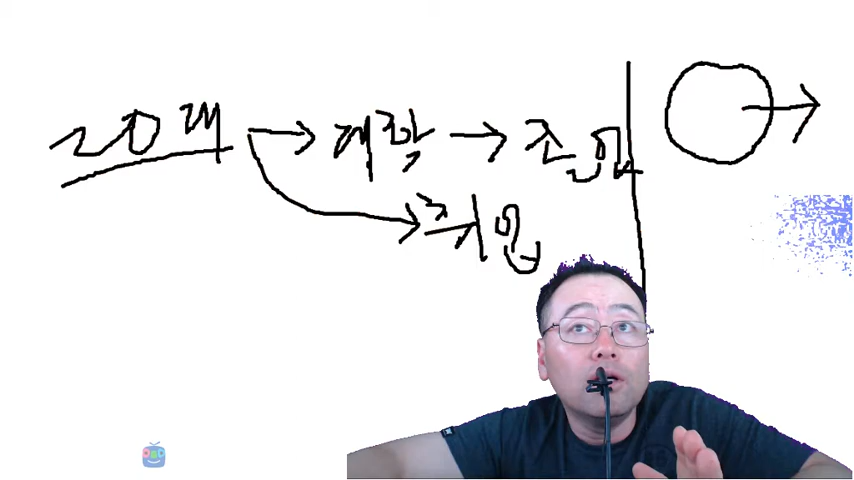 20대 → 대학 → 졸업 →
취업